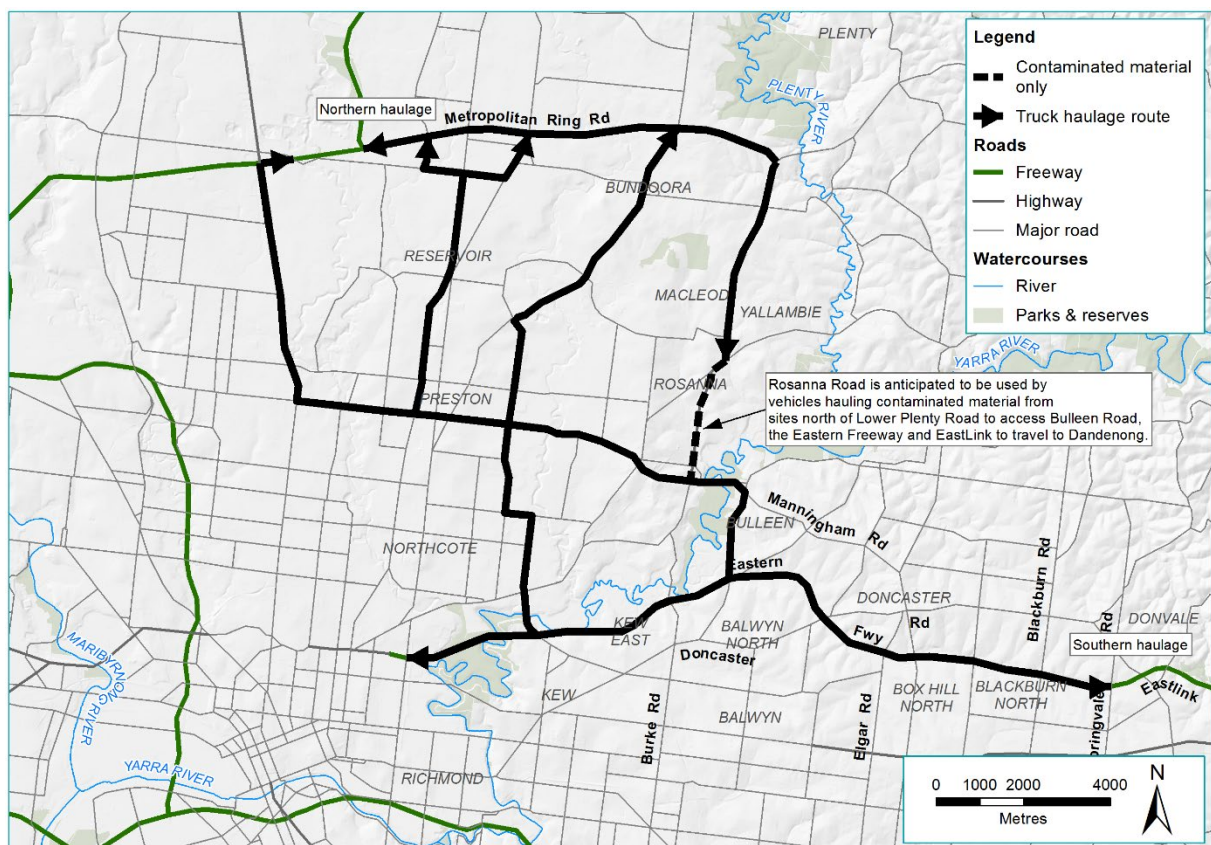 PLENTY
Legend
Contaminated material
only
Truck haulage route
Roads
Freeway
Highway
Major road
Watercourses
River
Parks & reserves
PLENTY RIVER
Northern haulage
Metropolitan Ring Rd
BUNDOORA
RESERVOIR
MACLEOD
YALLAMBIE
YARRA RIVER
ROSANNA
Rosanna Road is anticipated to be used by
vehicles hauling contaminated material from
sites north of Lower Plenty Road to access Bulleen Road,
the Eastern Freeway and EastLink to travel to Dandenong.
PRESTON
Manningham Rd
BULLEEN
NORTHCOTE
Eastern
Fwy
Blackburn Rd
DONCASTER
DONVALE
Rd
Rd
KEW
EAST
BALWYN
NORTH
Doncaster
Southern haulage
Eastlink
MARIBYRNONG
RIVER
KEW
BOX HILL
NORTH
BLACKBURN
NORTH
BALWYN
Burke Rd
Elgar Rd
YARRA RIVER
RICHMOND
0 1000 2000 4000
Metres
N